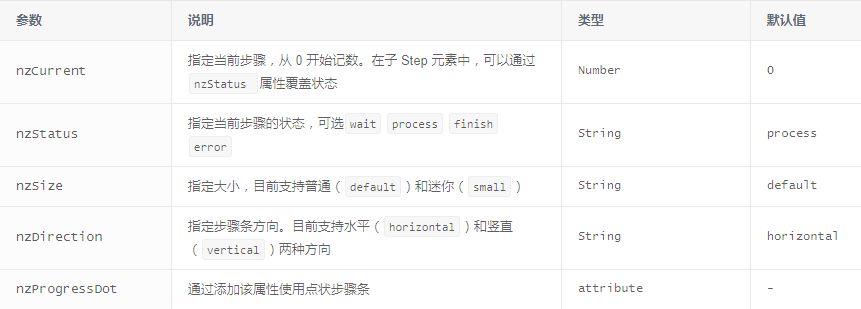 参数 说明 类型 默认值
nzCurrent 指定当前步骤，从 0 开始记数。在子 Step 元素中，可以通过 Number 0
nzStatus 属性覆盖状态
nzStatus 指定当前步骤的状态，可选 wait process finish String process
error
nzSize 指定大小，目前支持普通（ default ）和迷你（ small ） String default
nzDirection 指定步骤条方向。目前支持水平（ horizontal ）和竖直 String horizontal
（ vertical ）两种方向
nzProgressDot 通过添加该属性使用点状步骤条 attribute -